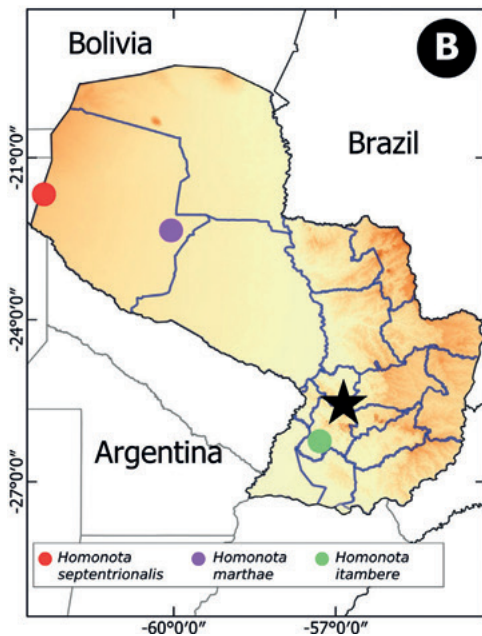 Bolivia
B
Brazil
-21°0'0″
-24°0'0″
Argentina
-27°0'0″
Homonota septentrionalis
Homonota marthae
Homonota itambere
-60°0'0″
-57°0'0″